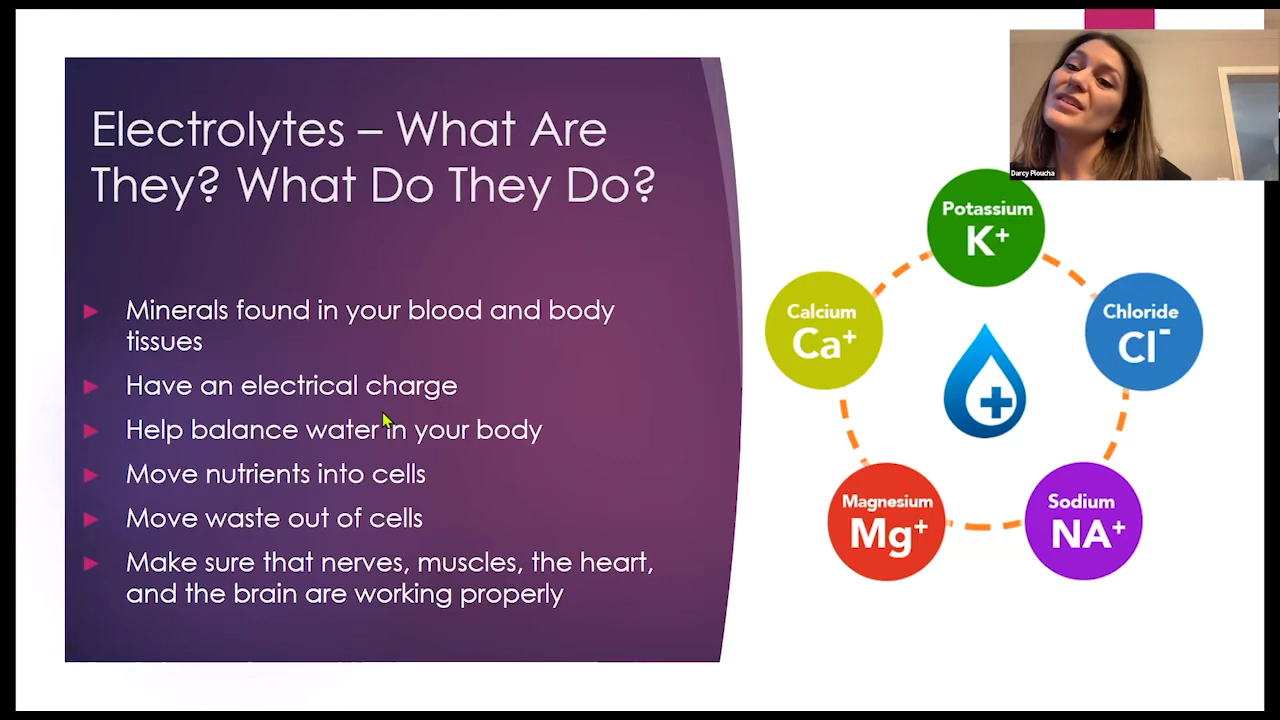 Electrolytes – What Are
They? What Do They Do?
Minerals found in your blood and body
tissues
Have an electrical charge
Help balance water in your body
Move nutrients into cells
Move waste out of cells
Make sure that nerves, muscles, the heart,
and the brain are working properly
Darcy Ploucha
Potassium
K+
Calcium
Ca+
Chloride
Cl-
Magnesium
Mg+
Sodium
NA+